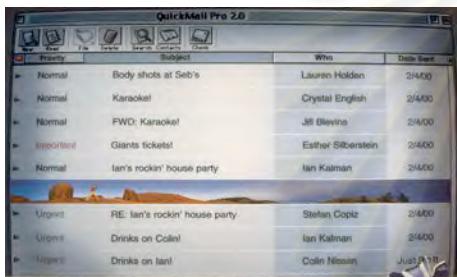 QuickMail Pro 2.0
New Read File Delete Search Contacts Check
Priority Subject Who Date Sent
Normal Body shots at Seb's Lauren Holden 2/4/00
Normal Karaoke! Crystal English 2/4/00
Normal FWD: Karaoke! Jill Blevins 2/4/00
Important Giants tickets! Esther Silberstein 2/4/00
Normal Ian's rockin' house party Ian Kalman 2/4/00
Urgent RE: Ian's rockin' house party Stefan Copiz 2/4/00
Urgent Drinks on Colin! Ian Kalman 2/4/00
Urgent Drinks on Ian! Colin Nissan Just